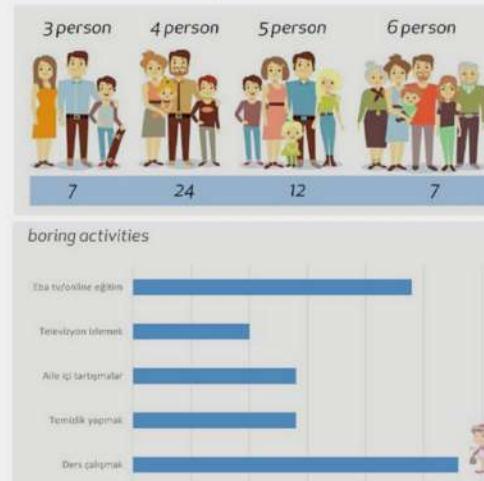 3 person 4 person 5 person 6 person
7 24 12 7
boring activities
Eba tv/online eğitim
Televizyon izlemek
Aile içi tartışmalar
Temizlik yapmak
Ders çalışmak